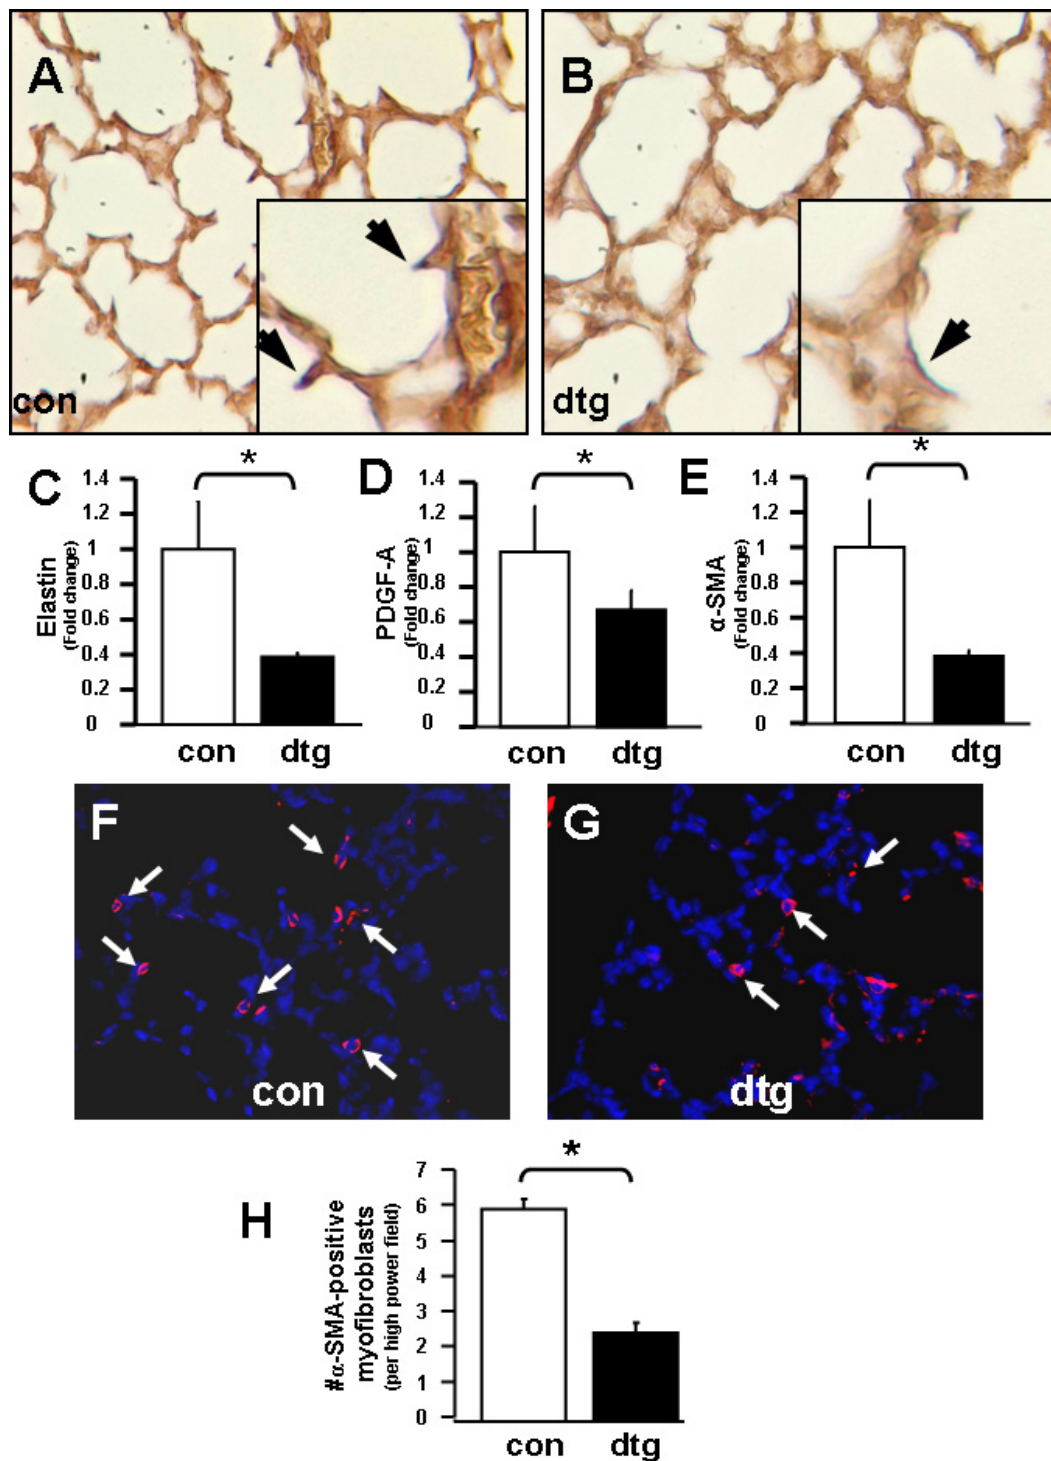 A
con
B
dtg
C
*
Elastin
(Fold change)
1.4
1.2
1
0.8
0.6
0.4
0.2
0
con dtg
D
*
PDGF-A
(Fold change)
1.4
1.2
1
0.8
0.6
0.4
0.2
0
con dtg
E
*
α-SMA
(Fold change)
1.4
1.2
1
0.8
0.6
0.4
0.2
0
con dtg
F
con
G
dtg
H
*
#α-SMA-positive
myofibroblasts
(per high power field)
7
6
5
4
3
2
1
0
con dtg